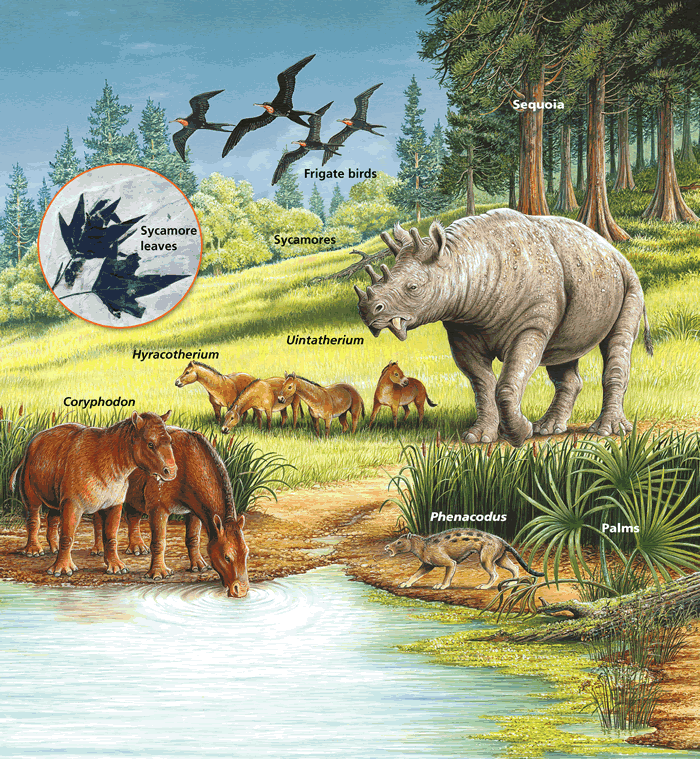 Sequoia
Frigate birds
Sycamore
leaves
Sycamores
Uintatherium
Hyracotherium
Coryphodon
Phenacodus
Palms